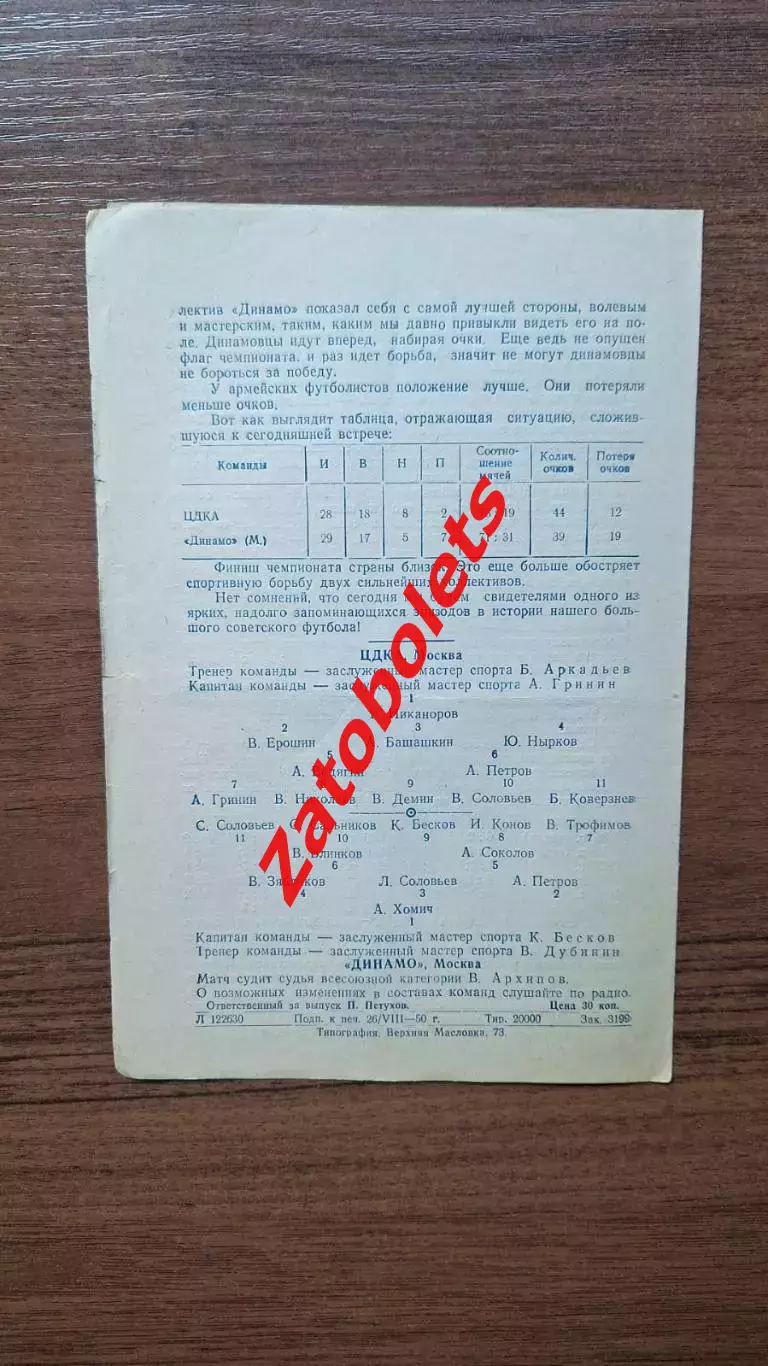 лектив «Динамо» показал себя с самой лучшей стороны, волевым
и мастерским, таким, каким мы давно привыкли видеть его на по-
ле. Динамовцы идут вперед, набирая очки. Еще ведь не опущен
флаг чемпионата, и раз идет борьба, значит не могут динамовцы
не бороться за победу.
У армейских футболистов положение лучше. Они потеряли
меньше очков.
Вот как выглядит таблица, отражающая ситуацию, сложив-
шуюся к сегодняшней встрече:
Команды И В Н П Соотно-шение мячей Колич. очков Потеря очков
ЦДКА 28 18 8 2 19 44 12
«Динамо» (М.) 29 17 5 7 71:31 39 19
Финиш чемпионата страны близок. Это еще больше обостряет
спортивную борьбу двух сильнейших коллективов.
Нет сомнений, что сегодня мы будем свидетелями одного из
ярких, надолго запоминающихся эпизодов в истории нашего боль-
шого советского футбола!
ЦДКА, Москва
Тренер команды — заслуженный мастер спорта Б. Аркадьев
Капитан команды — заслуженный мастер спорта А. Гринин
1
Никаноров
2 3 4
В. Ерошин А. Башашкин Ю. Нырков
5 6
А. Водягин А. Петров
7 8 9 10 11
А. Гринин В. Николаев В. Демин В. Соловьев Б. Коверзнев
С. Соловьев С. Сальников К. Бесков И. Конов В. Трофимов
11 10 9 8 7
В. Блинков А. Соколов
6 5
В. Зябликов Л. Соловьев А. Петров
4 3 2
А. Хомич
1
Капитан команды — заслуженный мастер спорта К. Бесков
Тренер команды — заслуженный мастер спорта В. Дубинин
«ДИНАМО», Москва
Матч судит судья всесоюзной категории В. Архипов.
О возможных изменениях в составах команд слушайте по радио.
Ответственный за выпуск П. Петухов. Цена 30 коп.
Л 122630 Подп. к печ. 26/VIII—50 г. Тир. 20000 Зак. 3199
Типография, Верхняя Масловка, 73.
Zatobolets